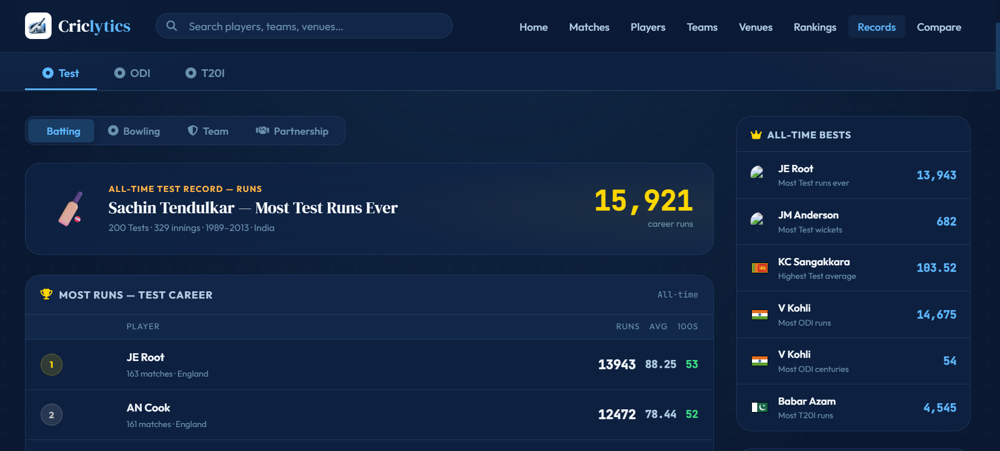 Criclytics
Search players, teams, venues...
Home Matches Players Teams Venues Rankings Records Compare
Test ODI T20I
Batting Bowling Team Partnership
ALL-TIME TEST RECORD — RUNS
Sachin Tendulkar — Most Test Runs Ever
200 Tests · 329 innings · 1989–2013 · India
15,921
career runs
MOST RUNS — TEST CAREER
All-time
PLAYER RUNS AVG 100S
1
JE Root
163 matches · England
13943 88.25 53
2
AN Cook
161 matches · England
12472 78.44 52
ALL-TIME BESTS
JE Root
Most Test runs ever
13,943
JM Anderson
Most Test wickets
682
KC Sangakkara
Highest Test average
103.52
V Kohli
Most ODI runs
14,675
V Kohli
Most ODI centuries
54
Babar Azam
Most T20I runs
4,545